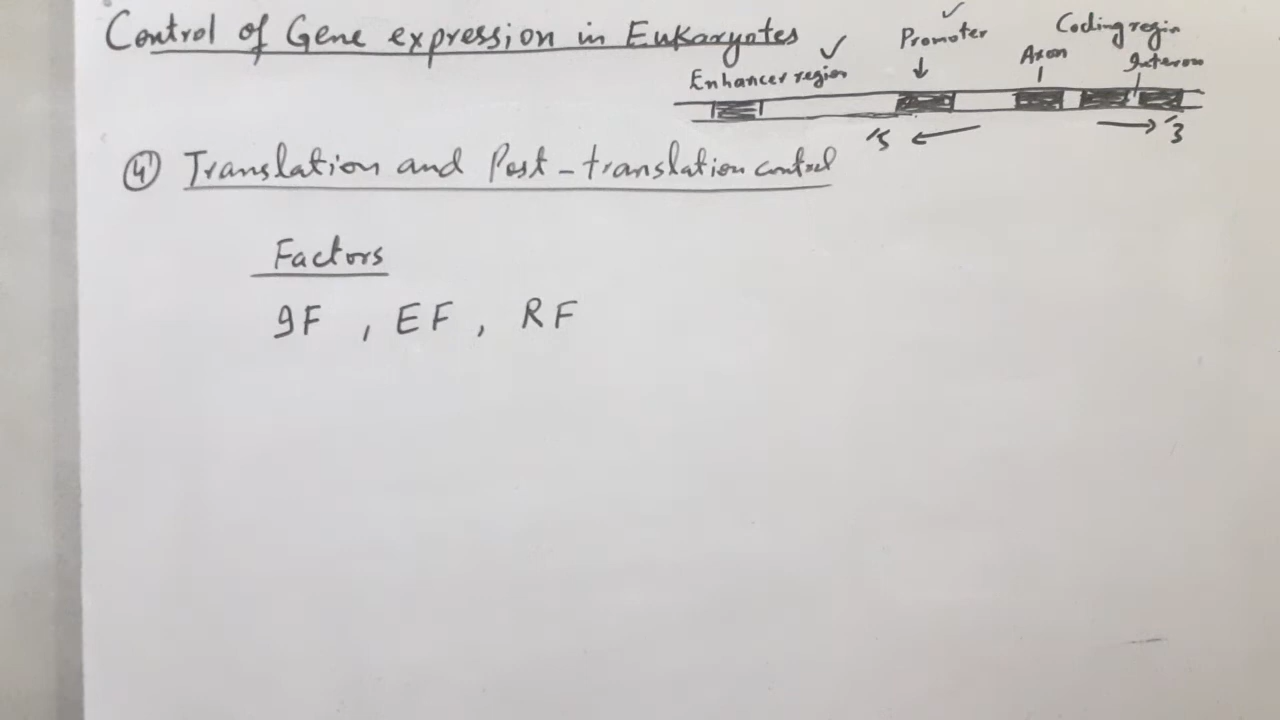 Control of Gene expression in Eukaryotes
Enhancer region
Promoter
Coding regin
Axon
Interon
'5
'3
4 Translation and Post-translation control
Factors
IF, EF, RF